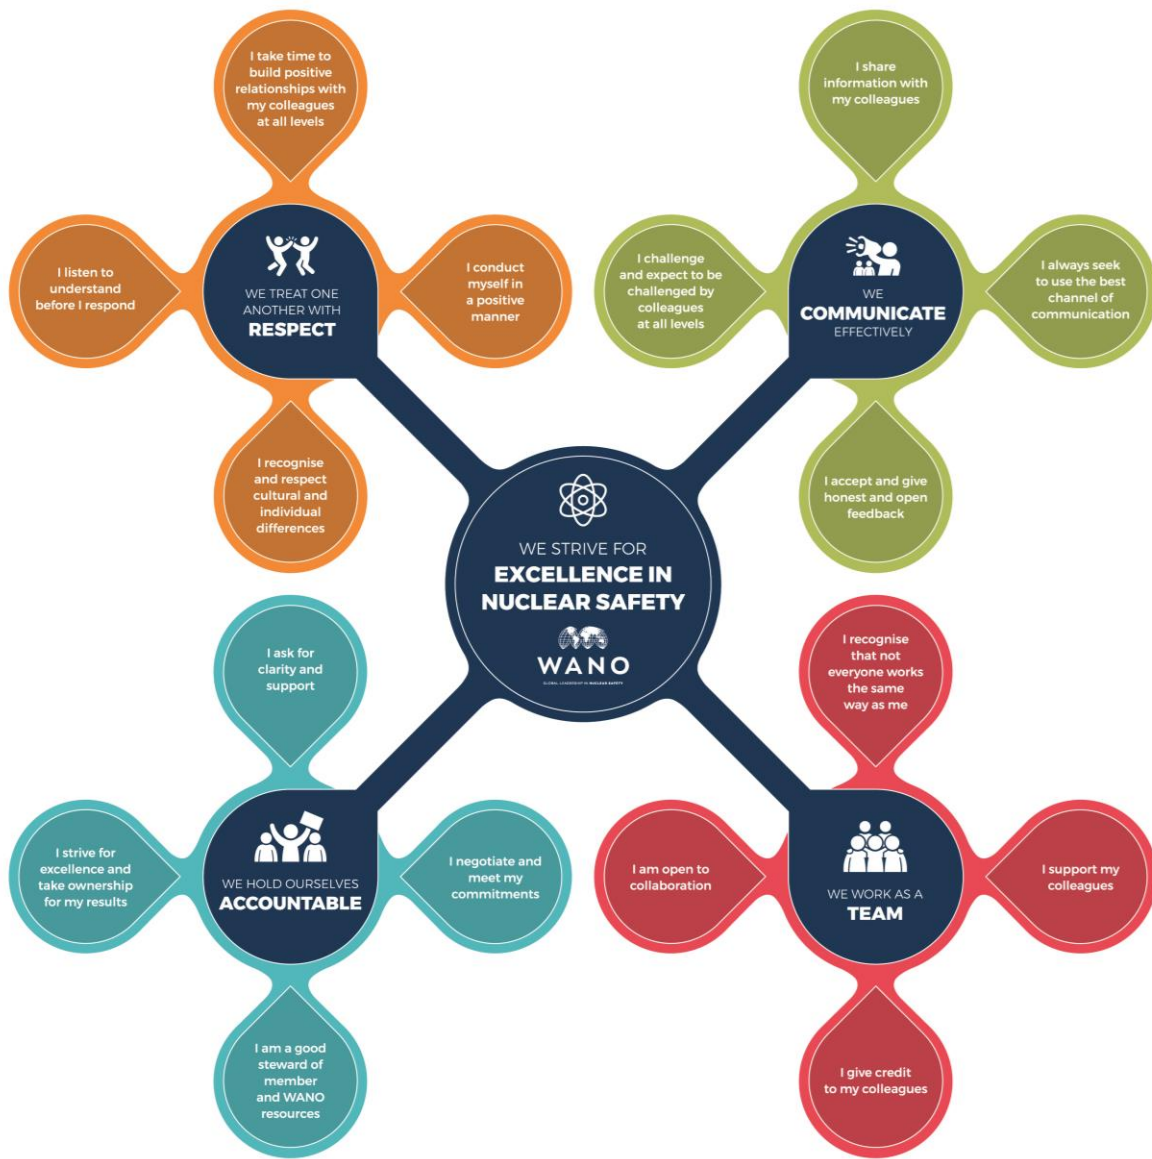 I take time to
build positive
relationships with
my colleagues
at all levels
I listen to
understand
before I respond
WE TREAT ONE
ANOTHER WITH
RESPECT
I conduct
myself in
a positive
manner
I recognise
and respect
cultural and
individual
differences
I share
information with
my colleagues
I challenge
and expect to be
challenged by
colleagues
at all levels
WE
COMMUNICATE
EFFECTIVELY
I always seek
to use the best
channel of
communication
I accept and give
honest and open
feedback
WE STRIVE FOR
EXCELLENCE IN
NUCLEAR SAFETY
WANO
GLOBAL LEADERSHIP IN NUCLEAR SAFETY
I ask for
clarity and
support
I strive for
excellence and
take ownership
for my results
WE HOLD OURSELVES
ACCOUNTABLE
I negotiate and
meet my
commitments
I am a good
steward of
member
and WANO
resources
I recognise
that not
everyone works
the same
way as me
I am open to
collaboration
WE WORK AS A
TEAM
I support my
colleagues
I give credit
to my colleagues